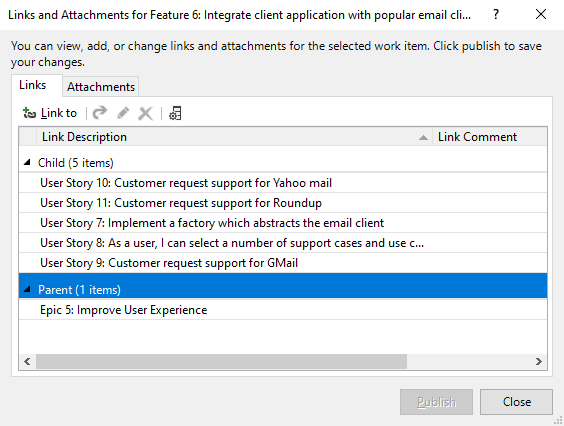 Links and Attachments for Feature 6: Integrate client application with popular email cli... ?
You can view, add, or change links and attachments for the selected work item. Click publish to save
your changes.
Links Attachments
Link to
Link Description Link Comment
Child (5 items)
User Story 10: Customer request support for Yahoo mail
User Story 11: Customer request support for Roundup
User Story 7: Implement a factory which abstracts the email client
User Story 8: As a user, I can select a number of support cases and use c...
User Story 9: Customer request support for GMail
Parent (1 items)
Epic 5: Improve User Experience
Publish Close